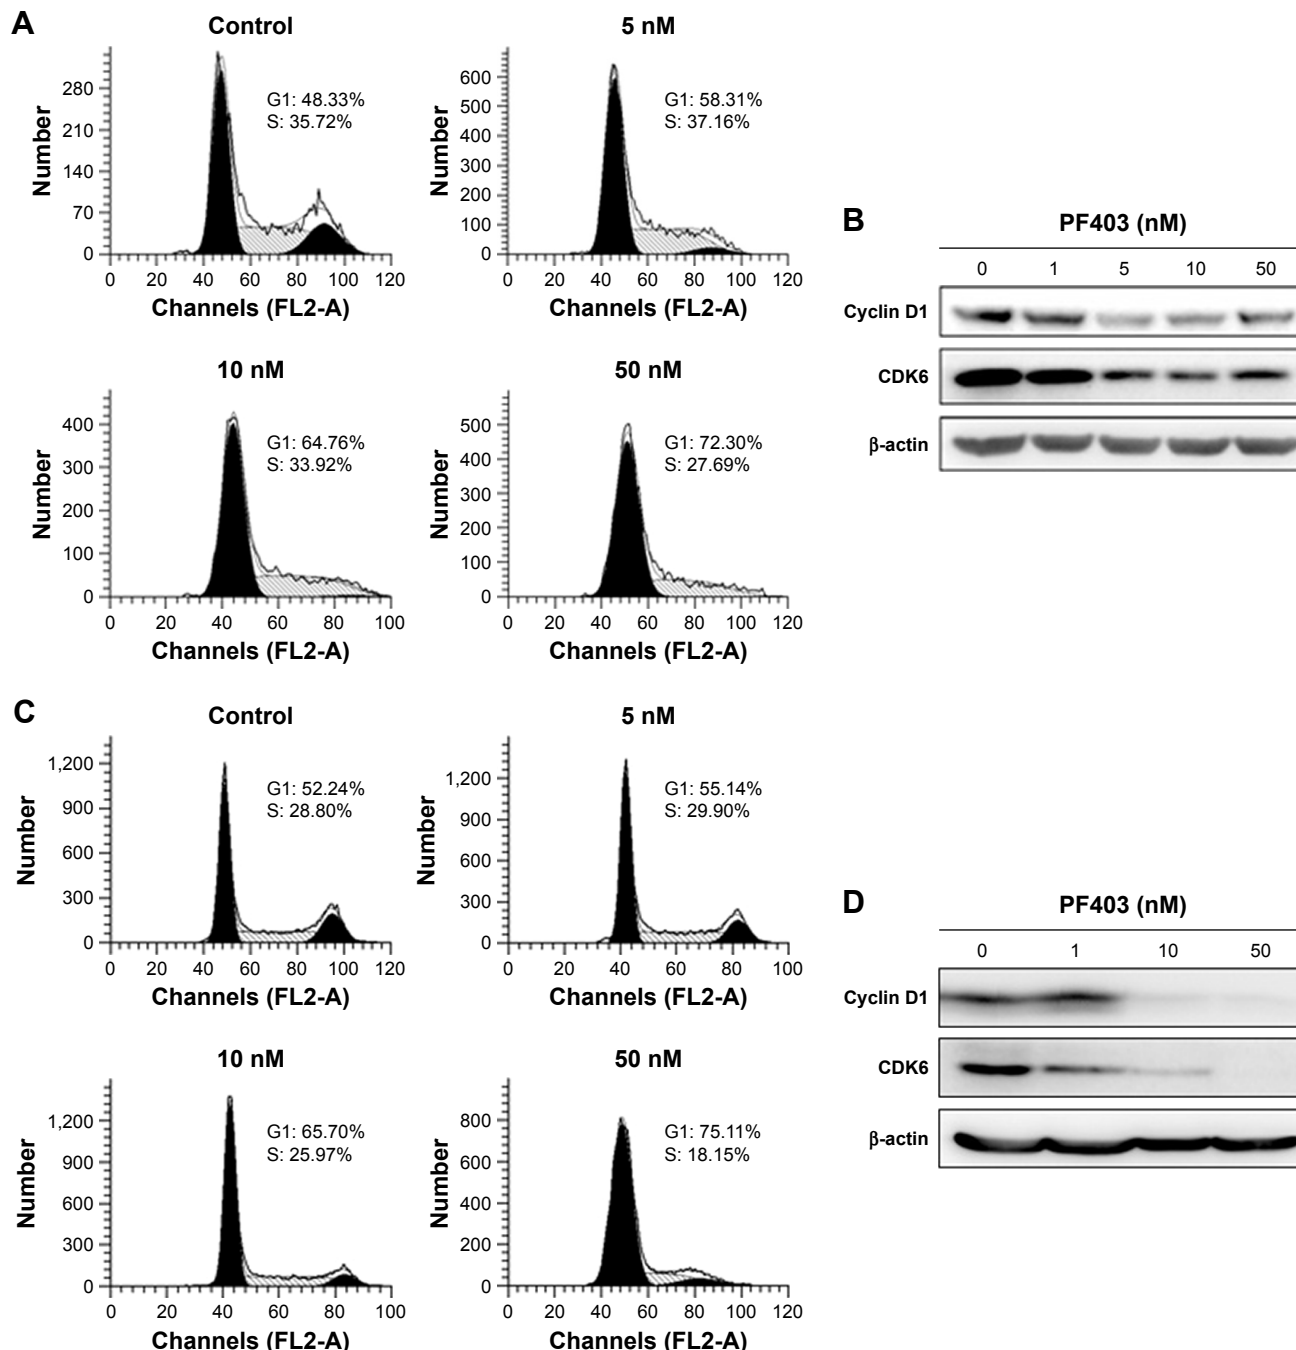 A
Control
280
210
140
70
0
Number
G1: 48.33%
S: 35.72%
0 20 40 60 80 100 120
Channels (FL2-A)
5 nM
600
500
400
300
200
100
0
Number
G1: 58.31%
S: 37.16%
0 20 40 60 80 100 120
Channels (FL2-A)
10 nM
400
300
200
100
0
Number
G1: 64.76%
S: 33.92%
0 20 40 60 80 100
Channels (FL2-A)
50 nM
500
400
300
200
100
0
Number
G1: 72.30%
S: 27.69%
0 20 40 60 80 100 120
Channels (FL2-A)
B
PF403 (nM)
0 1 5 10 50
Cyclin D1
CDK6
β-actin
C
Control
1,200
900
600
300
0
Number
G1: 52.24%
S: 28.80%
0 20 40 60 80 100 120
Channels (FL2-A)
5 nM
1,200
900
600
300
0
Number
G1: 55.14%
S: 29.90%
0 20 40 60 80 100
Channels (FL2-A)
10 nM
1,200
900
600
300
0
Number
G1: 65.70%
S: 25.97%
0 20 40 60 80 100 120
Channels (FL2-A)
50 nM
800
600
400
200
0
Number
G1: 75.11%
S: 18.15%
0 20 40 60 80 100 120
Channels (FL2-A)
D
PF403 (nM)
0 1 10 50
Cyclin D1
CDK6
β-actin